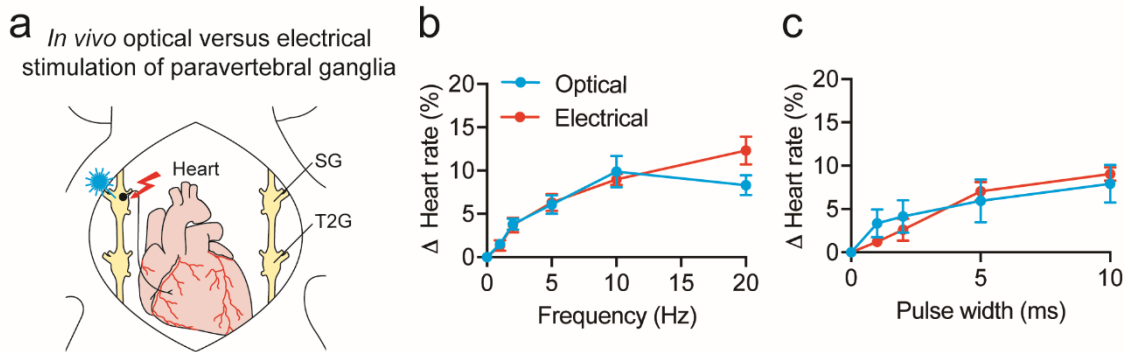 a
In vivo optical versus electrical
stimulation of paravertebral ganglia
Heart
SG
T2G
b
Δ Heart rate (%)
20
15
10
5
0
Optical
Electrical
0 5 10 15 20
Frequency (Hz)
c
Δ Heart rate (%)
20
15
10
5
0
0 5 10
Pulse width (ms)